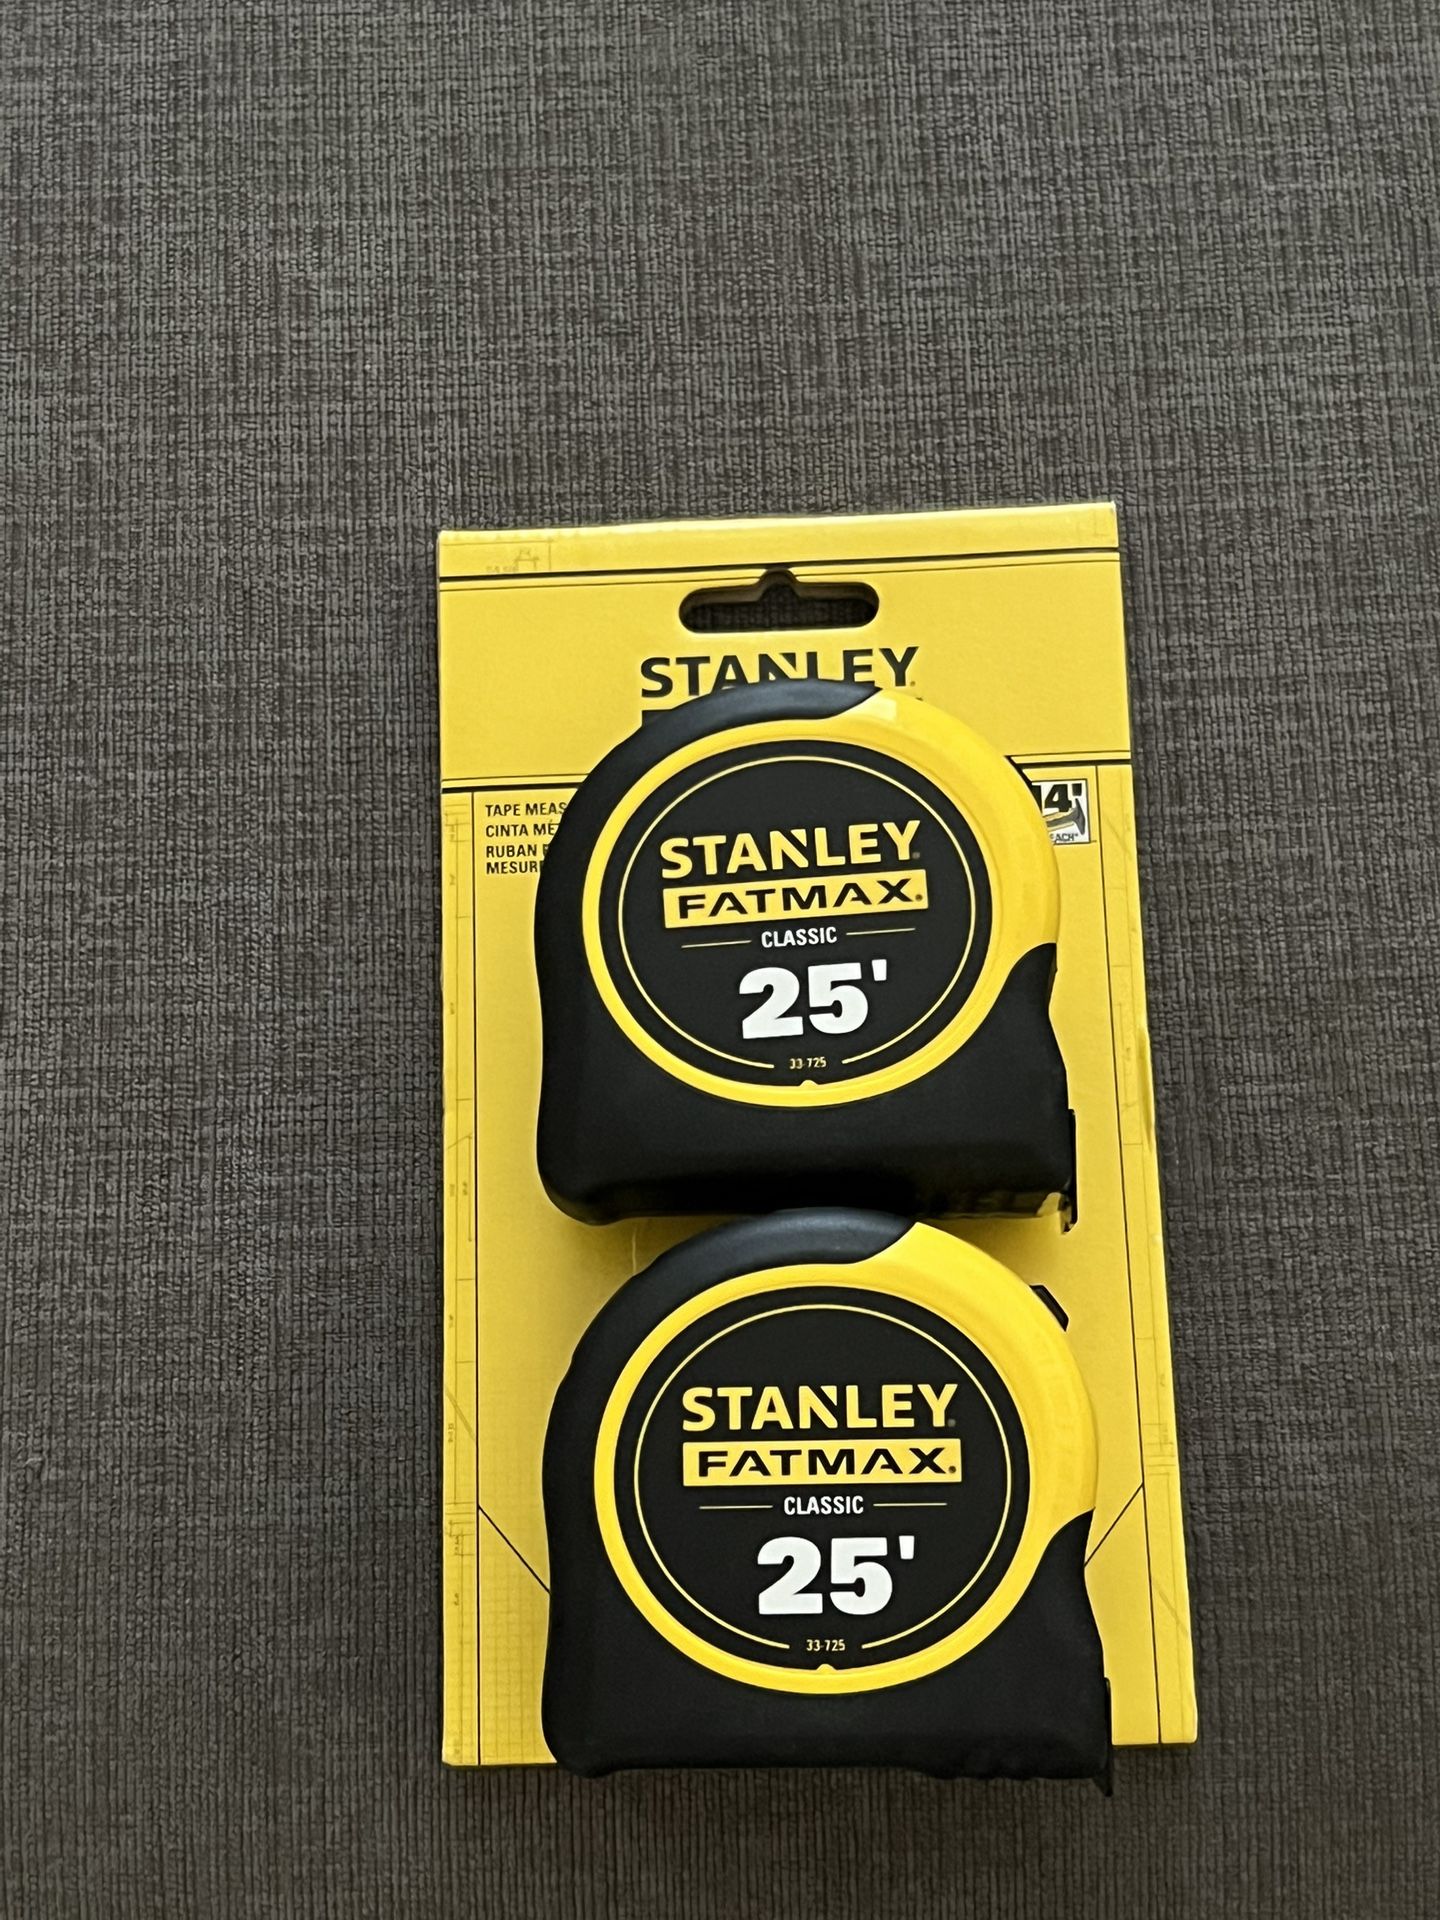 STANLEY
TAPE MEAS
CINTA MÉ
RUBAN
MESUR
14'
STANLEY
FATMAX.
CLASSIC
25'
33-725
STANLEY
FATMAX.
CLASSIC
25'
33-725